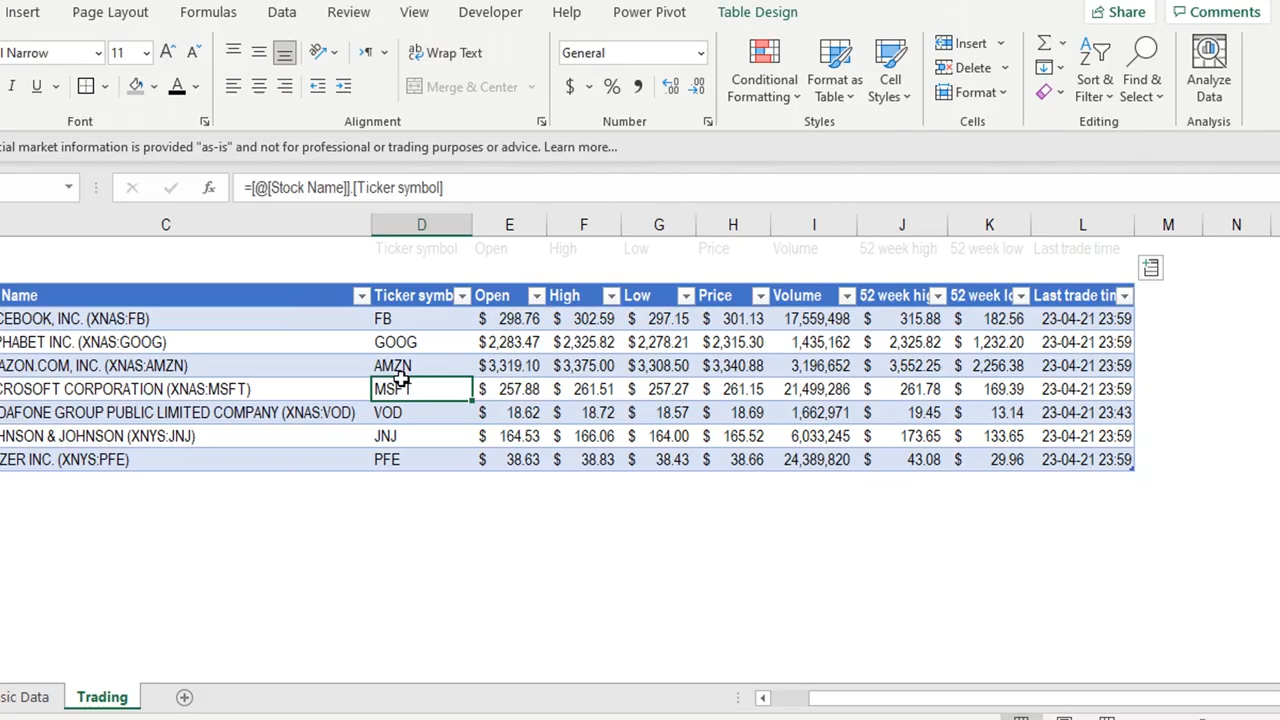 Insert Page Layout Formulas Data Review View Developer Help Power Pivot Table Design Share Comments
l Narrow 11 Wrap Text General
I U A Merge & Center $ % 9 Conditional Formatting Format as Table Cell Styles Insert Delete Format Sort & Filter Find & Select Analyze Data
Font Alignment Number Styles Cells Editing Analysis
cial market information is provided "as-is" and not for professional or trading purposes or advice. Learn more...
fx =[@[Stock Name]].[Ticker symbol]
C D E F G H I J K L M N
Ticker symbol Open High Low Price Volume 52 week high 52 week low Last trade time
Name Ticker symb Open High Low Price Volume 52 week hig 52 week lo Last trade tim
CEBOOK, INC. (XNAS:FB) FB $ 298.76 $ 302.59 $ 297.15 $ 301.13 17,559,498 $ 315.88 $ 182.56 23-04-21 23:59
PHABET INC. (XNAS:GOOG) GOOG $ 2,283.47 $ 2,325.82 $ 2,278.21 $ 2,315.30 1,435,162 $ 2,325.82 $ 1,232.20 23-04-21 23:59
AZON.COM, INC. (XNAS:AMZN) AMZN $ 3,319.10 $ 3,375.00 $ 3,308.50 $ 3,340.88 3,196,652 $ 3,552.25 $ 2,256.38 23-04-21 23:59
CROSOFT CORPORATION (XNAS:MSFT) MSFT $ 257.88 $ 261.51 $ 257.27 $ 261.15 21,499,286 $ 261.78 $ 169.39 23-04-21 23:59
DAFONE GROUP PUBLIC LIMITED COMPANY (XNAS:VOD) VOD $ 18.62 $ 18.72 $ 18.57 $ 18.69 1,662,971 $ 19.45 $ 13.14 23-04-21 23:43
HNSON & JOHNSON (XNYS:JNJ) JNJ $ 164.53 $ 166.06 $ 164.00 $ 165.52 6,033,245 $ 173.65 $ 133.65 23-04-21 23:59
ZER INC. (XNYS:PFE) PFE $ 38.63 $ 38.83 $ 38.43 $ 38.66 24,389,820 $ 43.08 $ 29.96 23-04-21 23:59
sic Data Trading